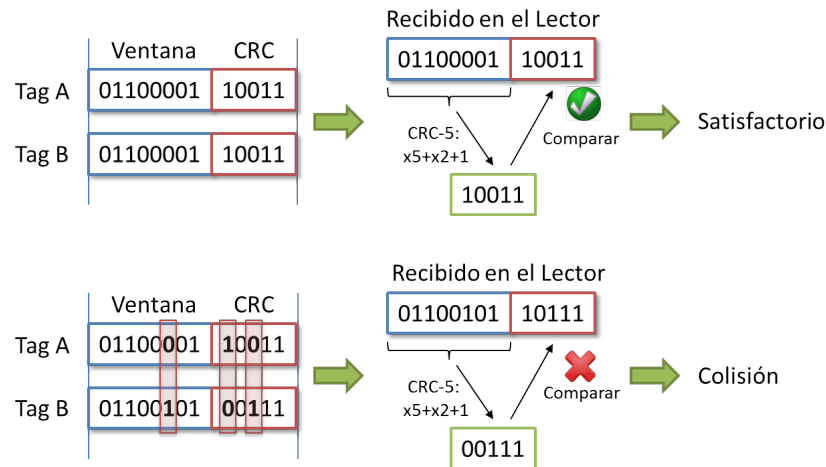 Recibido en el Lector
Ventana CRC
Tag A 01100001 10011
01100001 10011
Tag B 01100001 10011
CRC-5:
x5+x2+1
Comparar
Satisfactorio
10011
Recibido en el Lector
Ventana CRC
Tag A 01100001 10011
01100101 10111
Tag B 01100101 00111
CRC-5:
x5+x2+1
Comparar
Colisión
00111